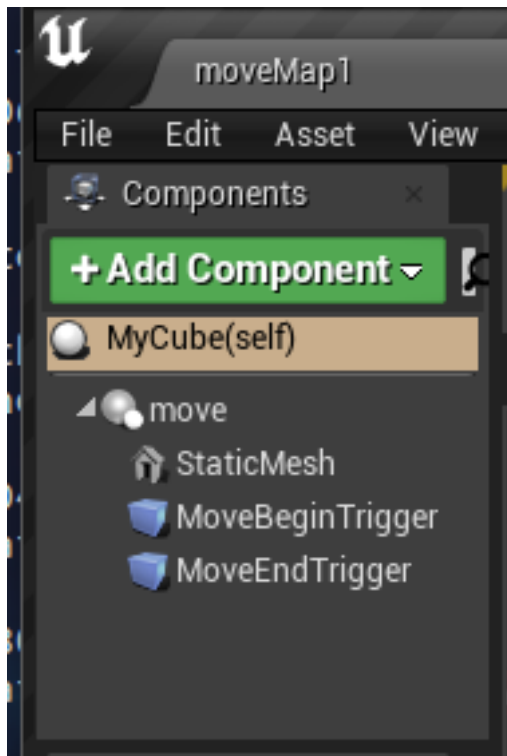 moveMap1
File Edit Asset View
Components
+Add Component
MyCube(self)
move
StaticMesh
MoveBeginTrigger
MoveEndTrigger